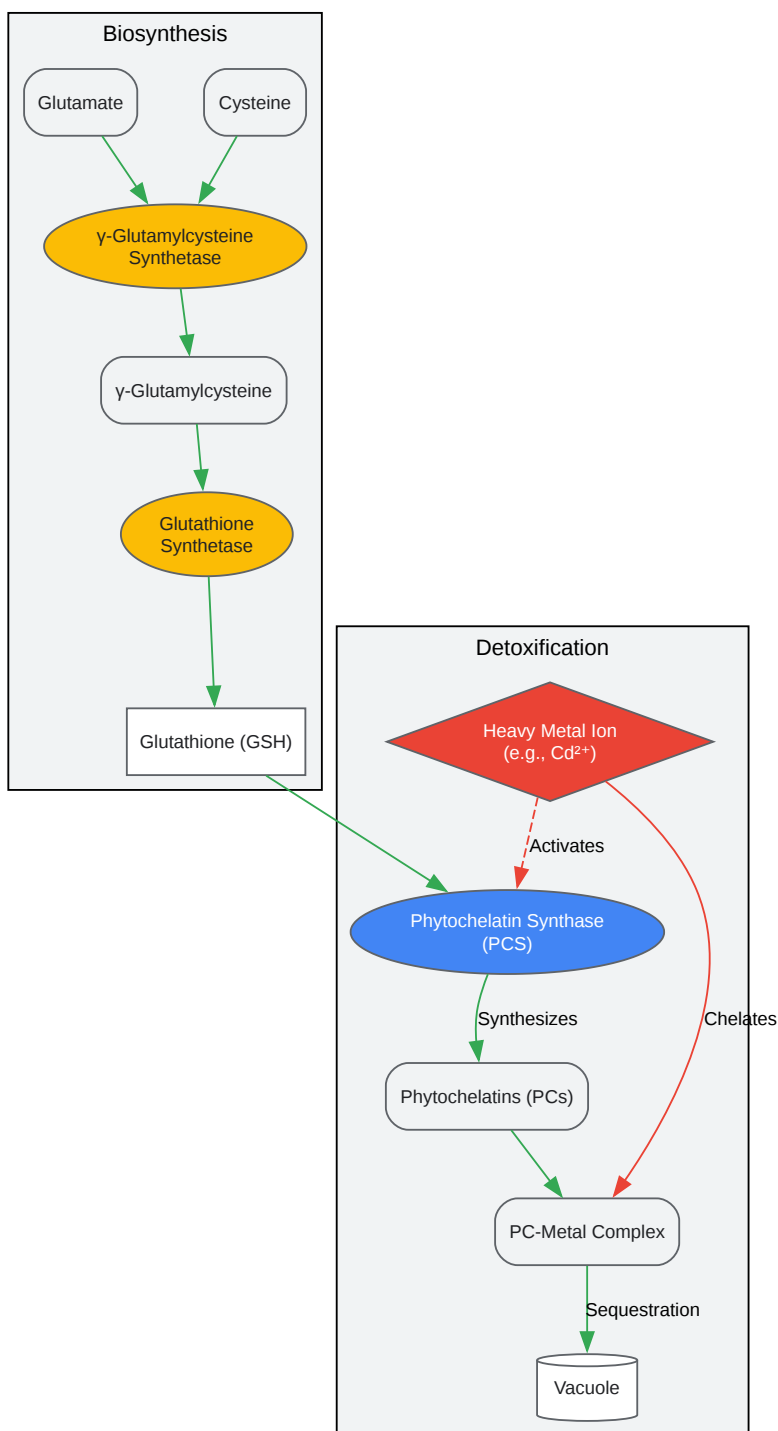 Biosynthesis
Glutamate
Cysteine
γ-Glutamylcysteine
Synthetase
γ-Glutamylcysteine
Glutathione
Synthetase
Glutathione (GSH)
Detoxification
Heavy Metal Ion
(e.g., Cd²⁺)
Activates
Phytochelatin Synthase
(PCS)
Synthesizes
Chelates
Phytochelatins (PCs)
PC-Metal Complex
Sequestration
Vacuole